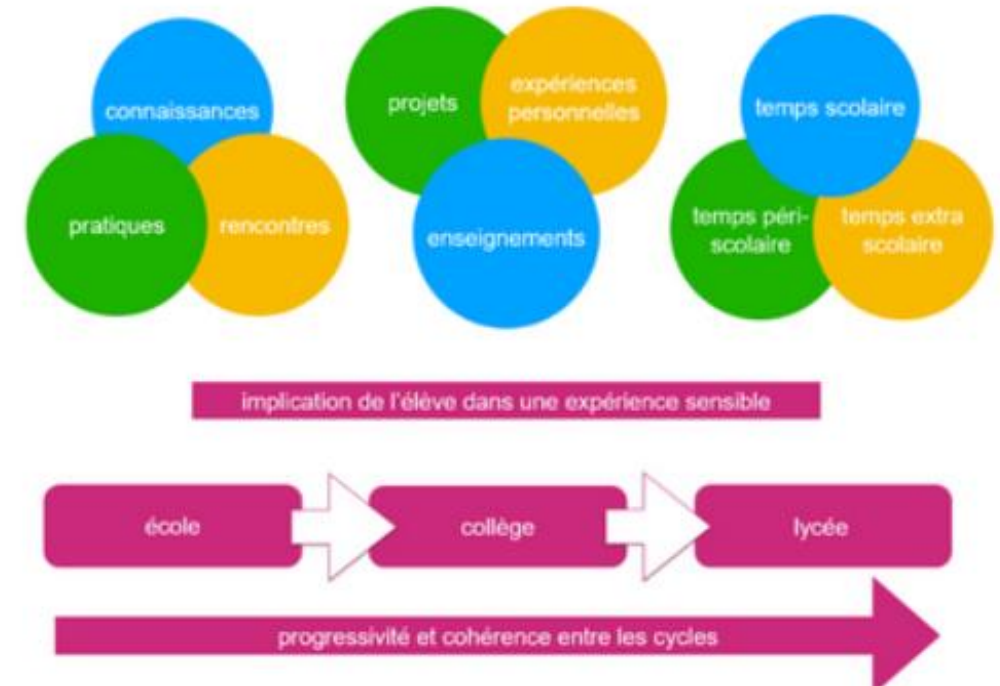 connaissances
pratiques
rencontres
projets
expériences
personnelles
enseignements
temps scolaire
temps péri-
scolaire
temps extra
scolaire
implication de l'élève dans une expérience sensible
école
collège
lycée
progressivité et cohérence entre les cycles